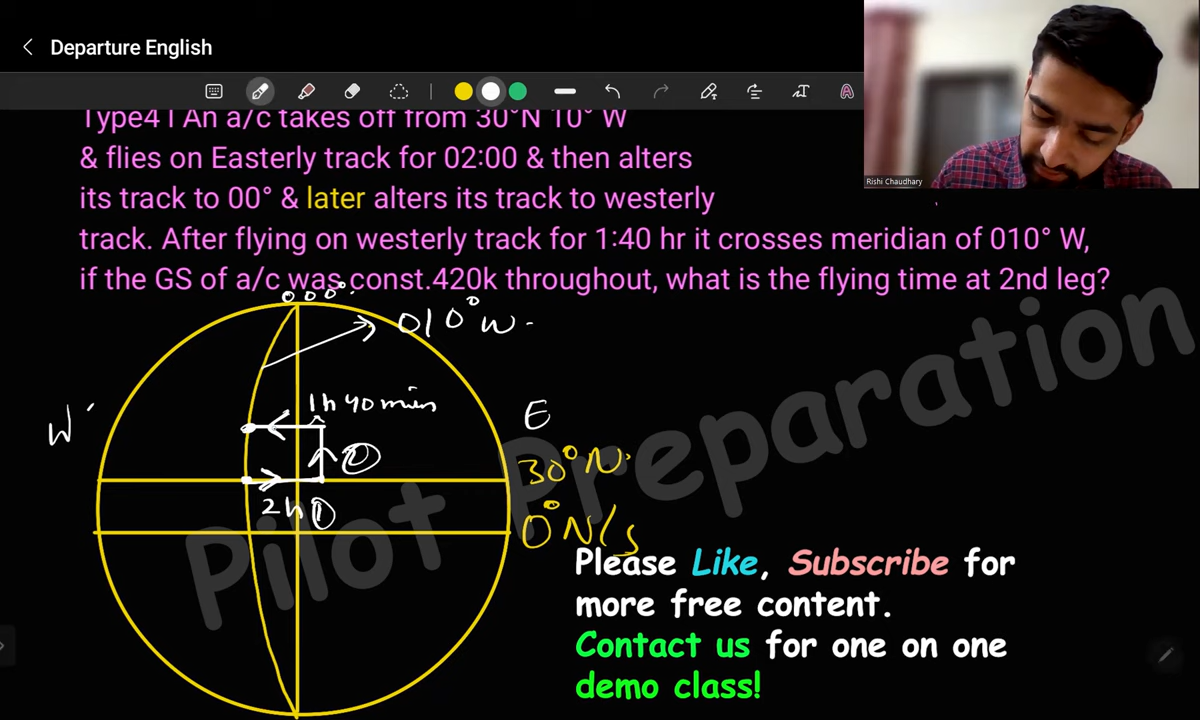 Departure English
Type4 I An a/c takes off from 30°N 10° W
& flies on Easterly track for 02:00 & then alters
its track to 00° & later alters its track to westerly
track. After flying on westerly track for 1:40 hr it crosses meridian of 010° W,
if the GS of a/c was const.420k throughout, what is the flying time at 2nd leg?
Rishi Chaudhary
000°
010°W
1h 40mins
W
E
2
30°N
2h 1
0°N/S
Pilot Preparation
Please Like, Subscribe for
more free content.
Contact us for one on one
demo class!